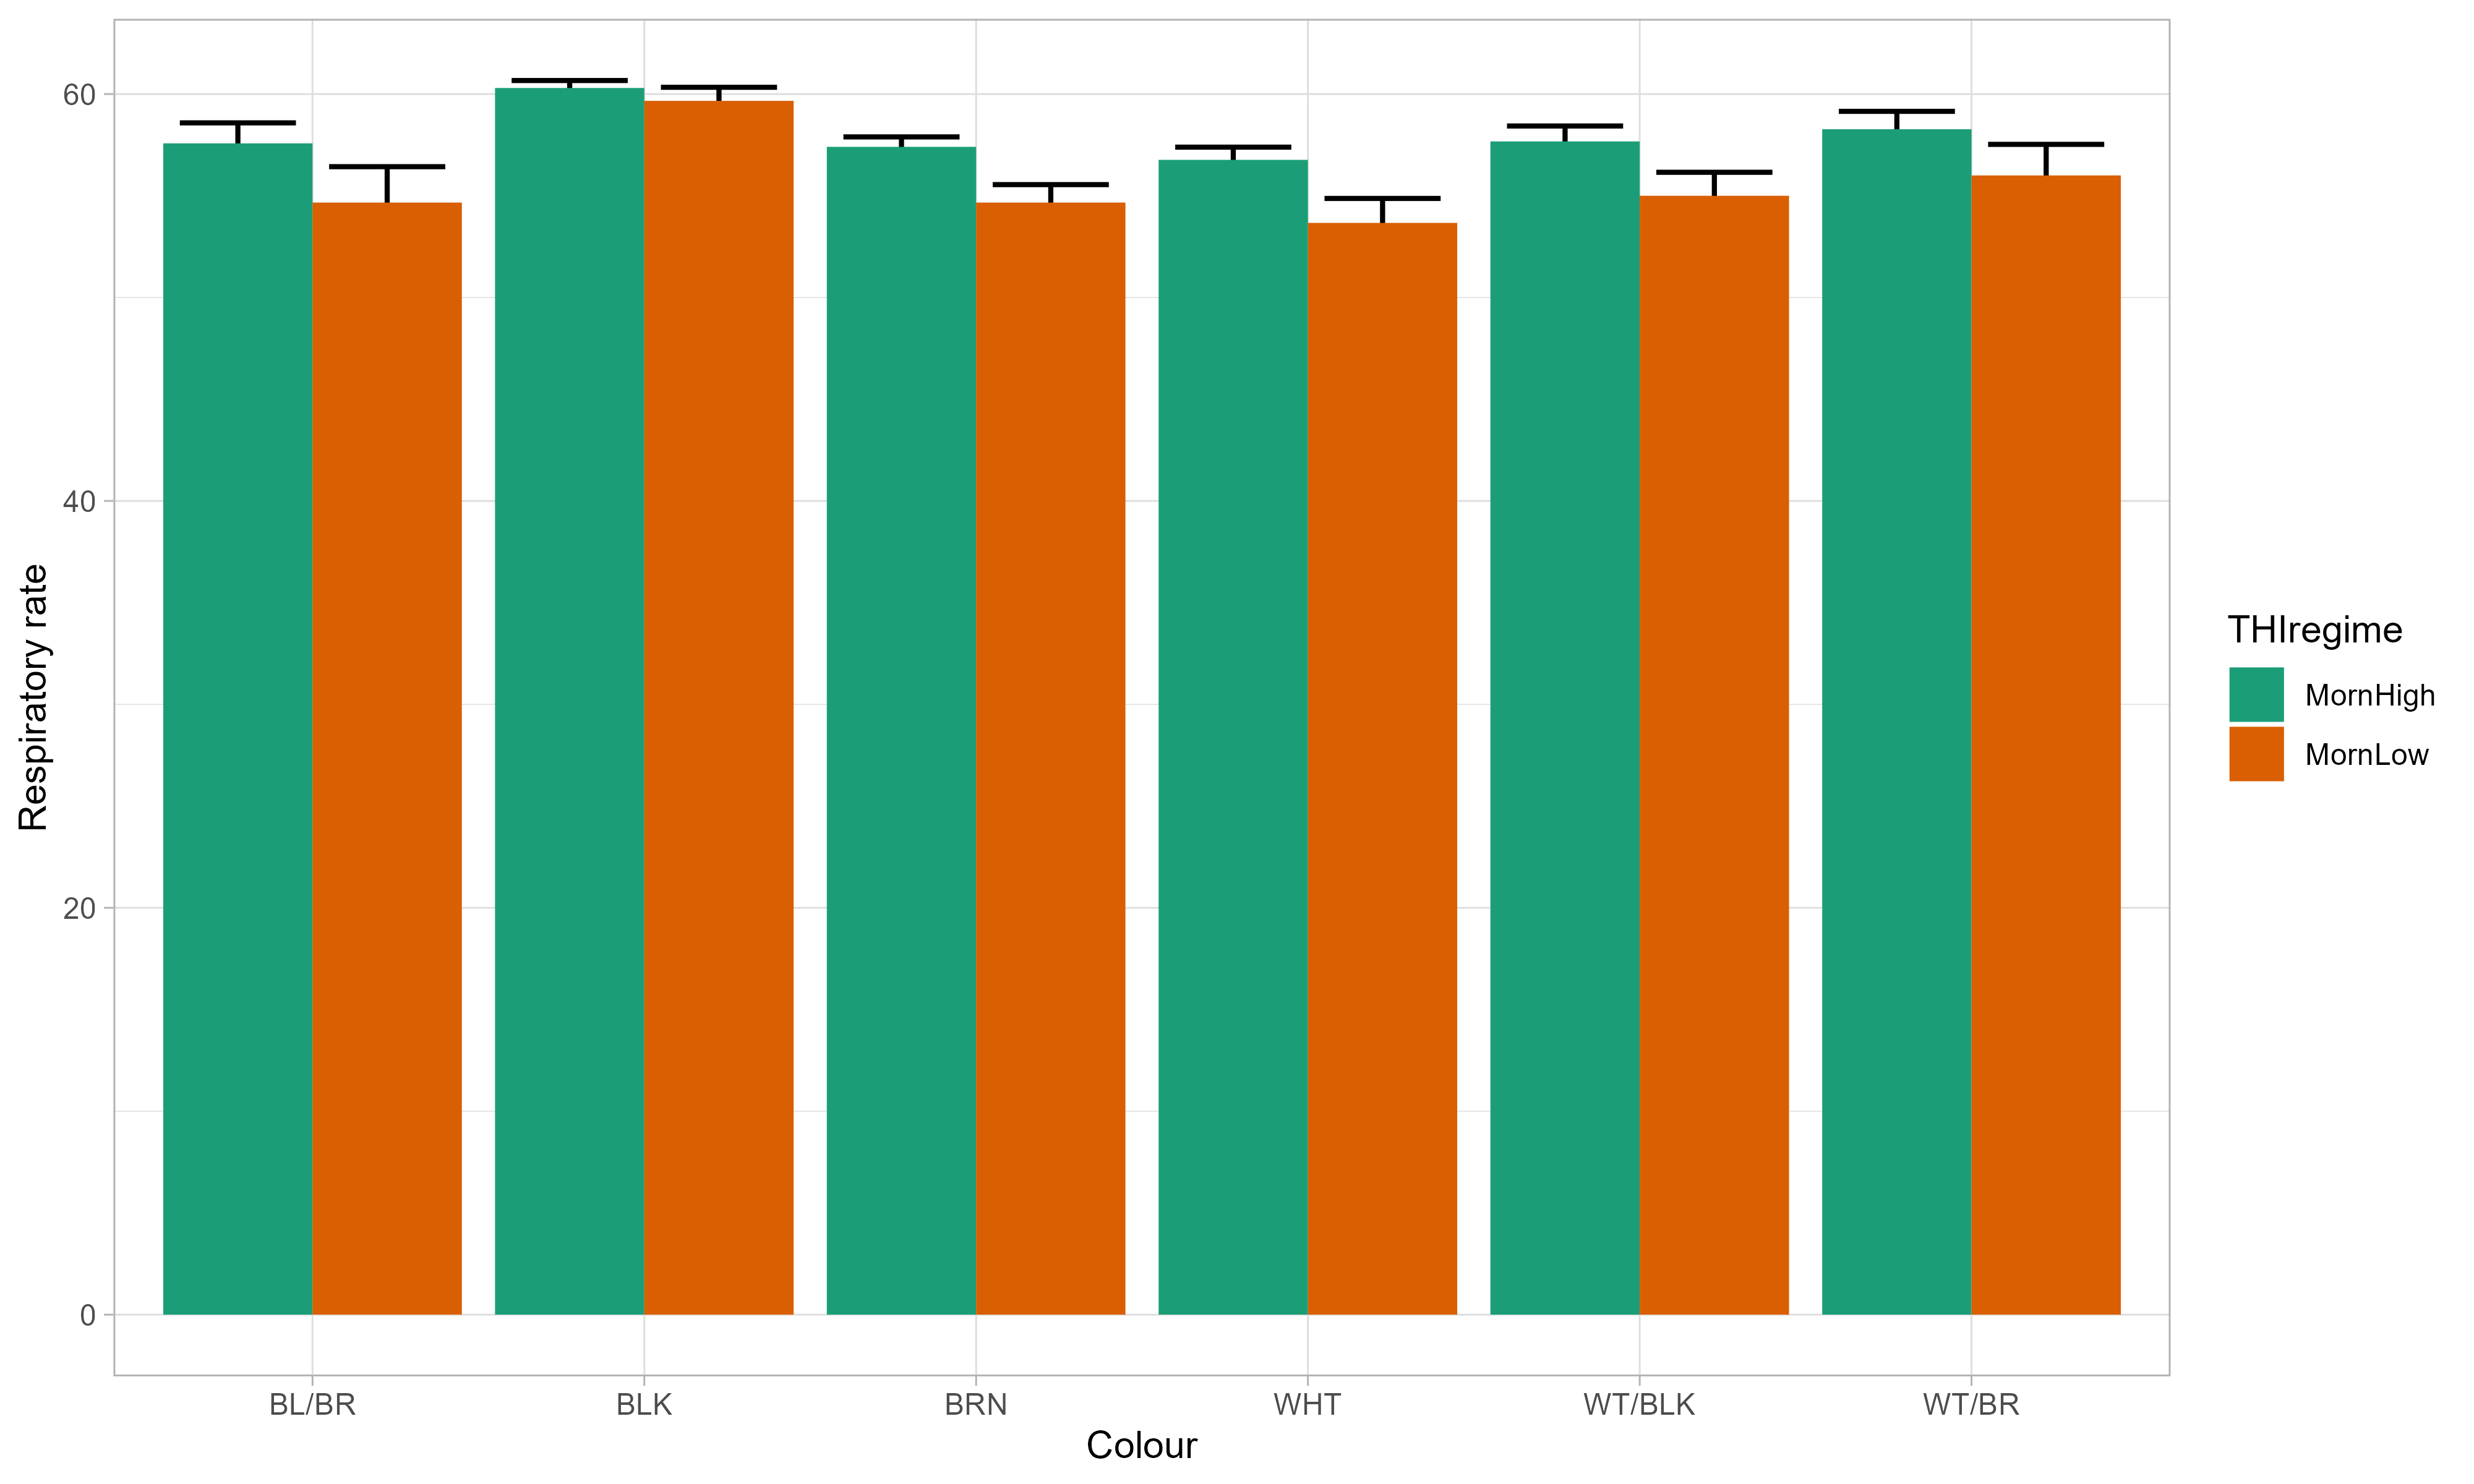 60
40
20
0
Respiratory rate
BL/BR
BLK
BRN
WHT
WT/BLK
WT/BR
Colour
THIregime
MornHigh
MornLow